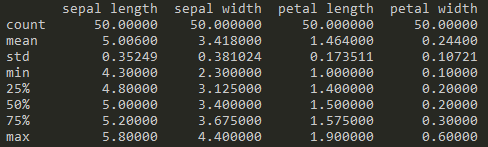 sepal length sepal width petal length petal width
count 50.00000 50.000000 50.000000 50.00000
mean 5.00600 3.418000 1.464000 0.24400
std 0.35249 0.381024 0.173511 0.10721
min 4.30000 2.300000 1.000000 0.10000
25% 4.80000 3.125000 1.400000 0.20000
50% 5.00000 3.400000 1.500000 0.20000
75% 5.20000 3.675000 1.575000 0.30000
max 5.80000 4.400000 1.900000 0.60000